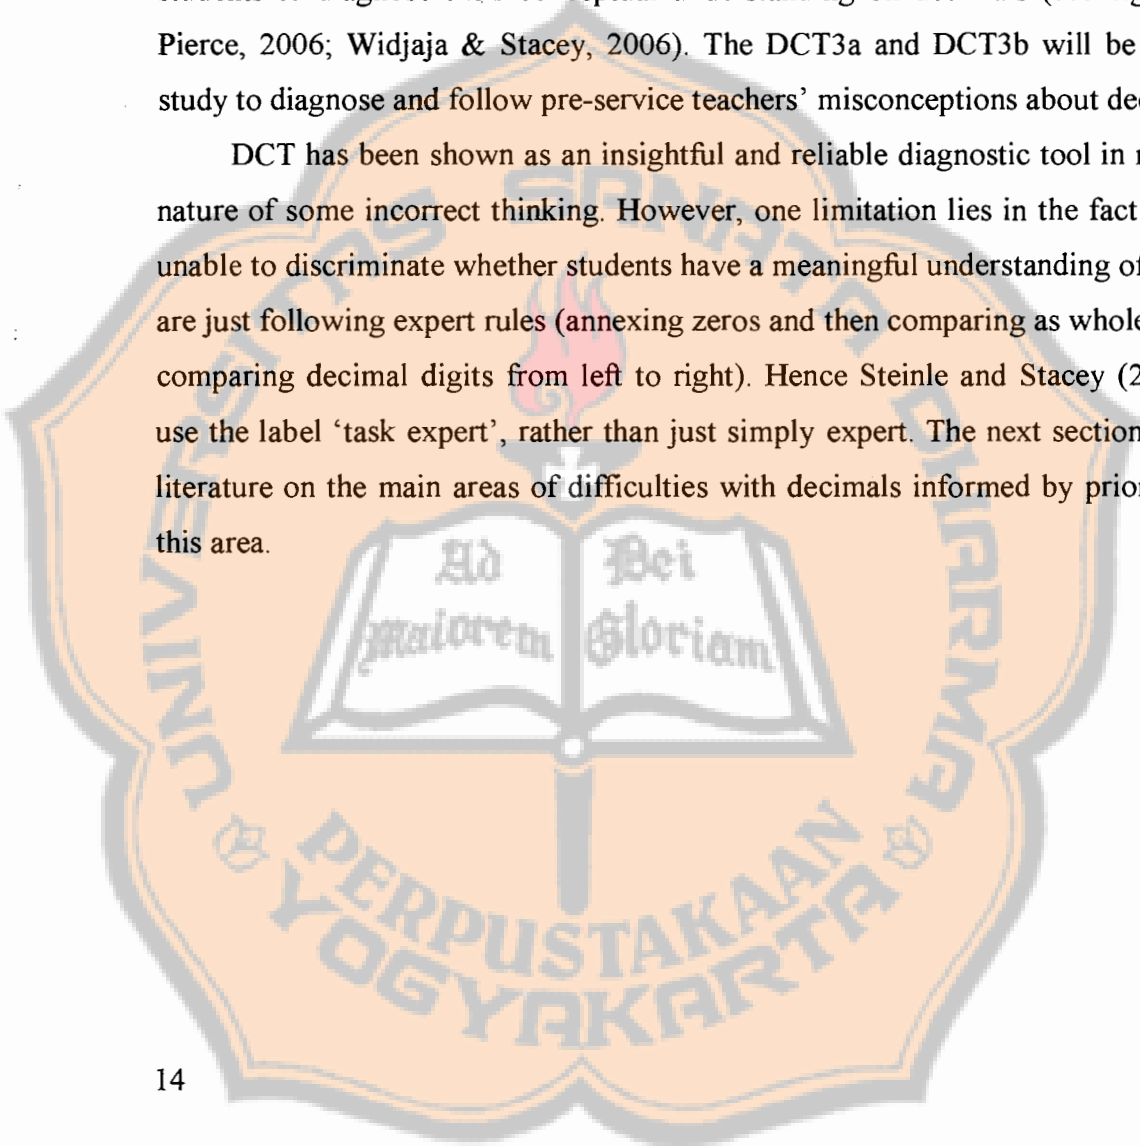 Pierce, 2006; Widjaja & Stacey, 2006). The DCT3a and DCT3b will be
study to diagnose and follow pre-service teachers' misconceptions about
DCT has been shown as an insightful and reliable diagnostic tool in
nature of some incorrect thinking. However, one limitation lies in the fact
unable to discriminate whether students have a meaningful understanding of
are just following expert rules (annexing zeros and then comparing as whole
comparing decimal digits from left to right). Hence Steinle and Stacey
use the label 'task expert', rather than just simply expert. The next section
literature on the main areas of difficulties with decimals informed by prior
this area.
UNIVERSITAS SANATA DHARMA
Ad
maiorem
Dei
Gloriam
PERPUSTAKAAN
YOGYAKARTA
14